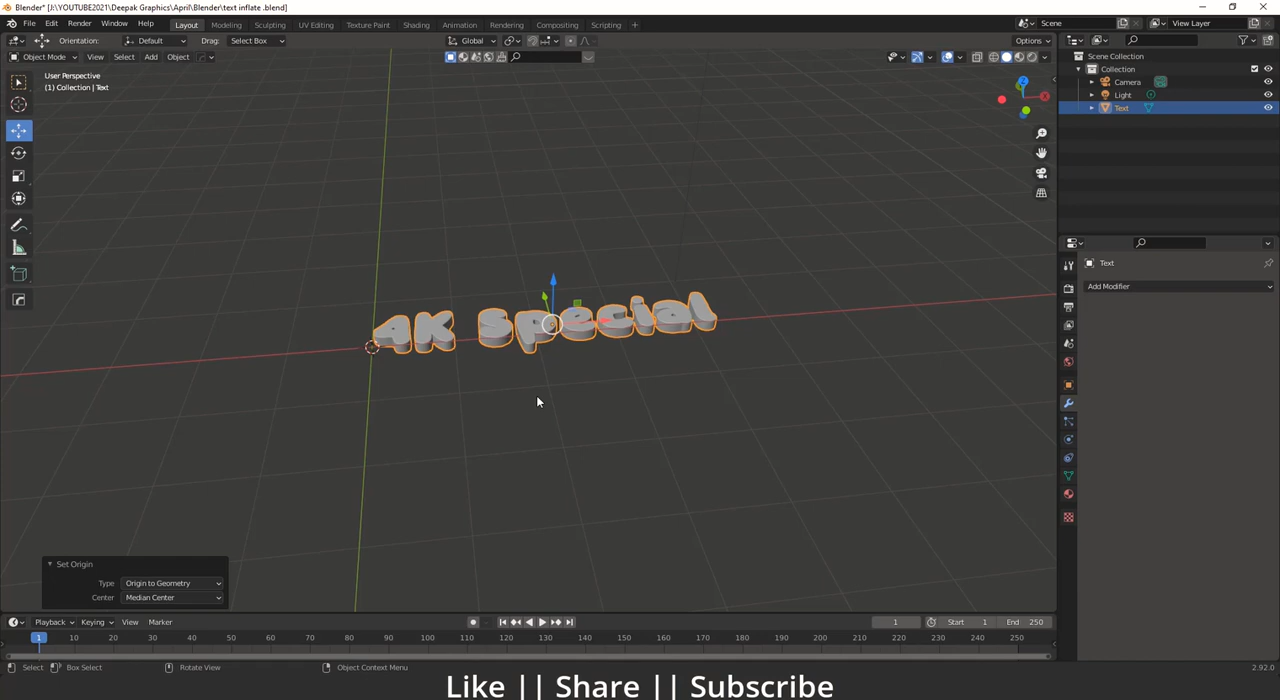 Blender* [J:\YOUTUBE2021\Deepak Graphics\April\Blender\text inflate .blend]
File Edit Render Window Help Layout Modeling Sculpting UV Editing Texture Paint Shading Animation Rendering Compositing Scripting + Scene View Layer
Orientation: Default Drag: Select Box Global Options
Object Mode View Select Add Object
User Perspective
(1) Collection | Text
Scene Collection
Collection
Camera
Light
Text
Text
Add Modifier
4K Special
Set Origin
Type Origin to Geometry
Center Median Center
Playback Keying View Marker 1 Start 1 End 250
1 10 20 30 40 50 60 70 80 90 100 110 120 130 140 150 160 170 180 190 200 210 220 230 240 250
Select Box Select Rotate View Object Context Menu 2.92.0
Like || Share || Subscribe